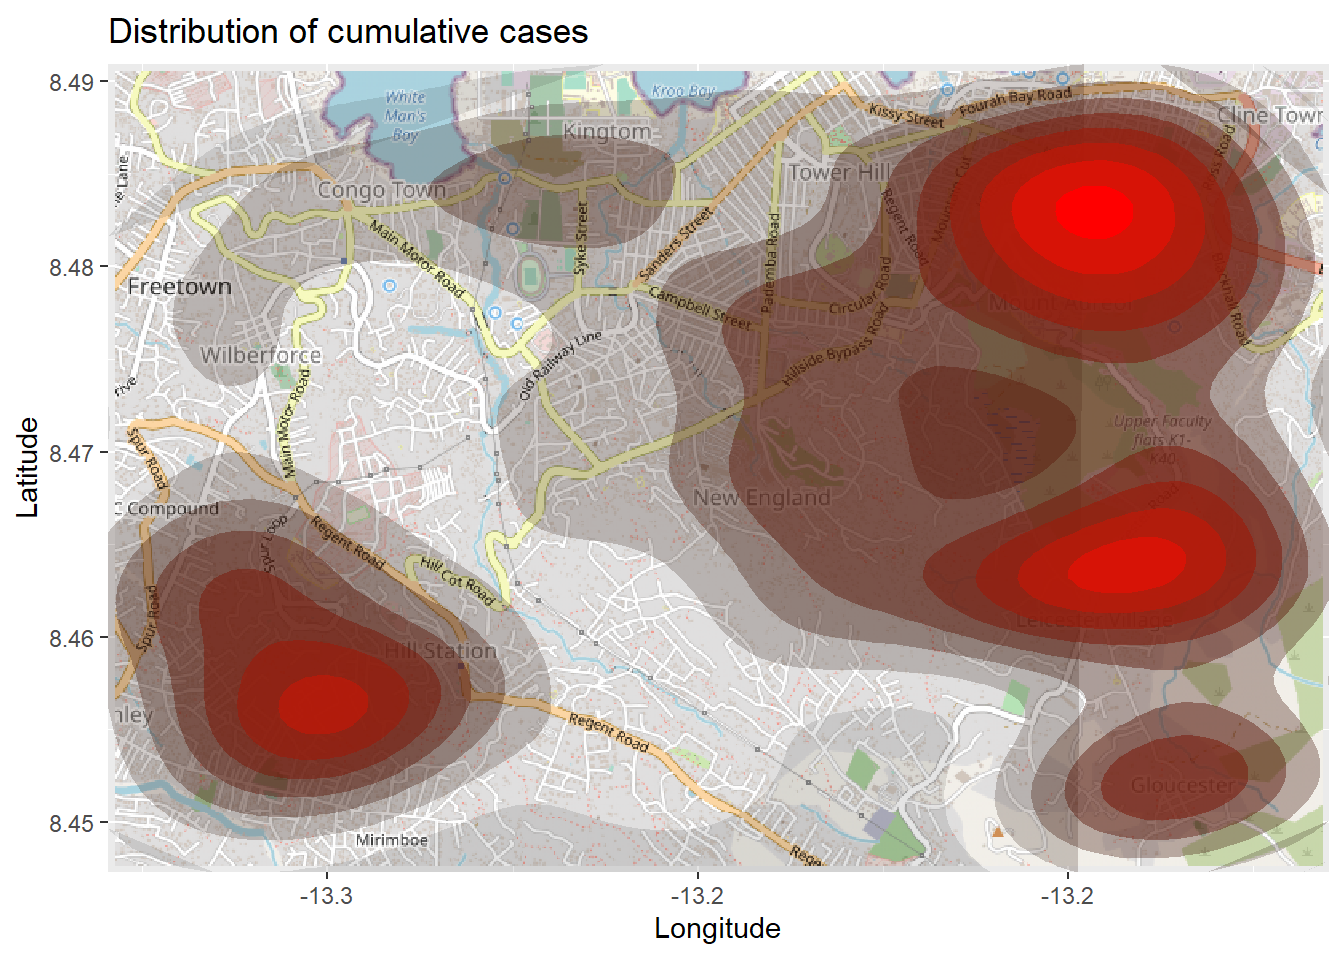 Distribution of cumulative cases
8.49
8.48
8.47
8.46
8.45
Latitude
-13.3
-13.2
-13.2
Longitude
White
Man's
Bay
Kroo Bay
Kingtom
Kissy Street
Fourah Bay Road
Cline Town
Ross Road
Lane
Congo Town
Tower Hill
Mountain Cut
Regent Road
Main Motor Road
Syke Street
Sanders Street
Pademba Road
Freetown
Campbell Street
Circular Road
Blackhall Road
Wilberforce
Old Railway Line
Hillside Bypass Road
Main Motor Road
Upper Faculty
flats K1-
K40
Spur Road
New England
Road
Compound
Spur Loop
Regent Road
Hill Cot Road
Spur Road
Hill Station
Leicester Village
Regent Road
Gloucester
Mirimboe